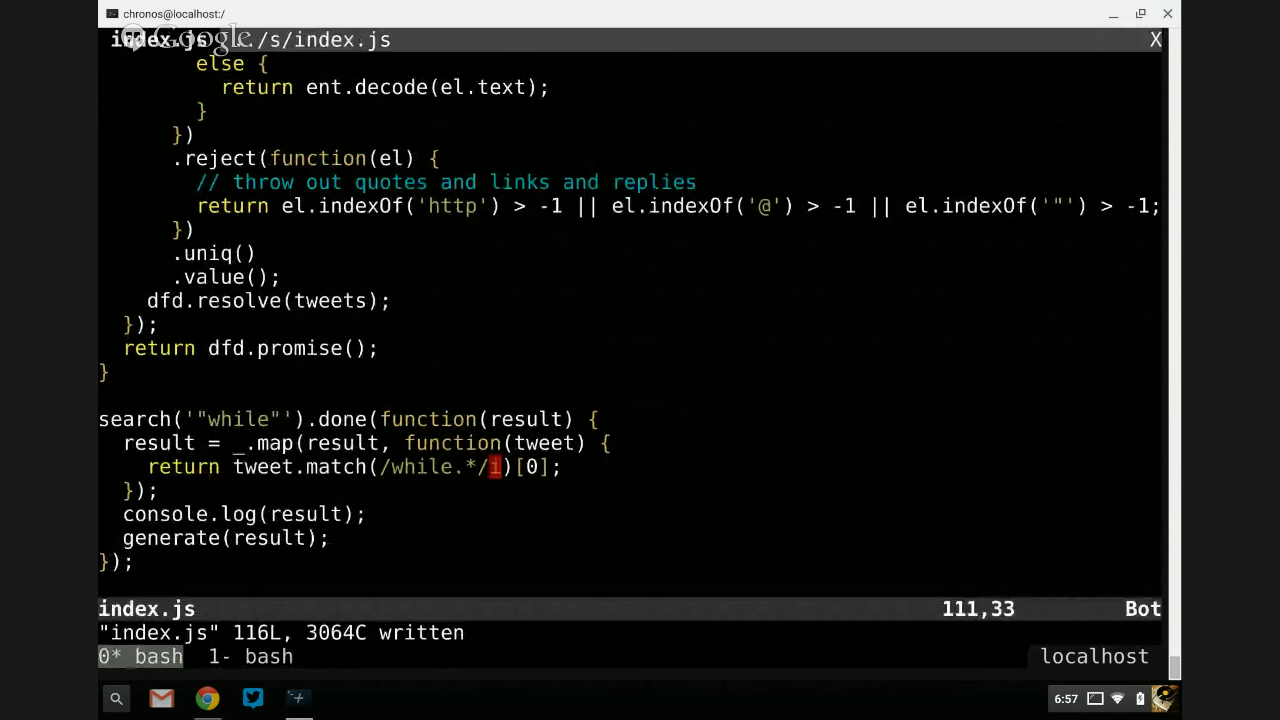 chronos@localhost:/
index.js ../s/index.js X
Google
else {
return ent.decode(el.text);
}
})
.reject(function(el) {
// throw out quotes and links and replies
return el.indexOf('http') > -1 || el.indexOf('@') > -1 || el.indexOf('"') > -1;
})
.uniq()
.value();
dfd.resolve(tweets);
});
return dfd.promise();
}
search('"while"').done(function(result) {
result = _.map(result, function(tweet) {
return tweet.match(/while.*/i)[0];
});
console.log(result);
generate(result);
});
index.js 111,33 Bot
"index.js" 116L, 3064C written
0* bash 1- bash localhost
6:57